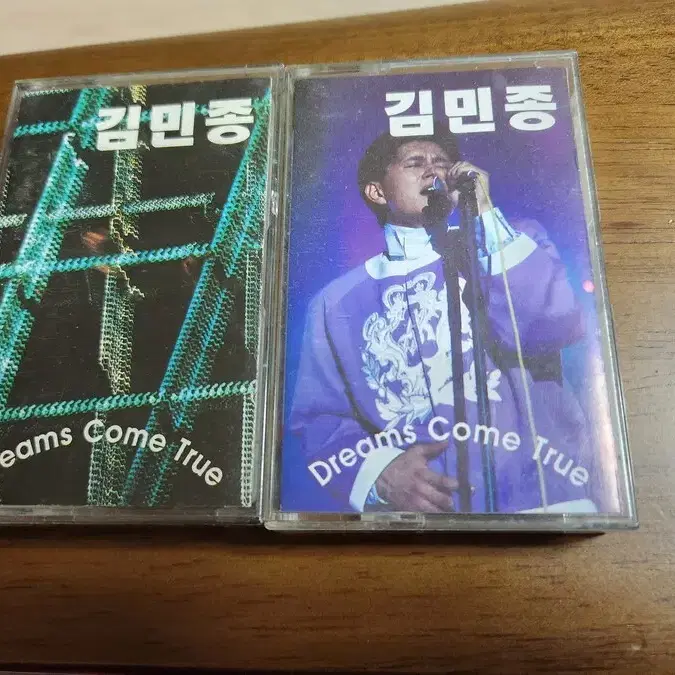 김민종
eams Come True
김민종
Dreams Come True